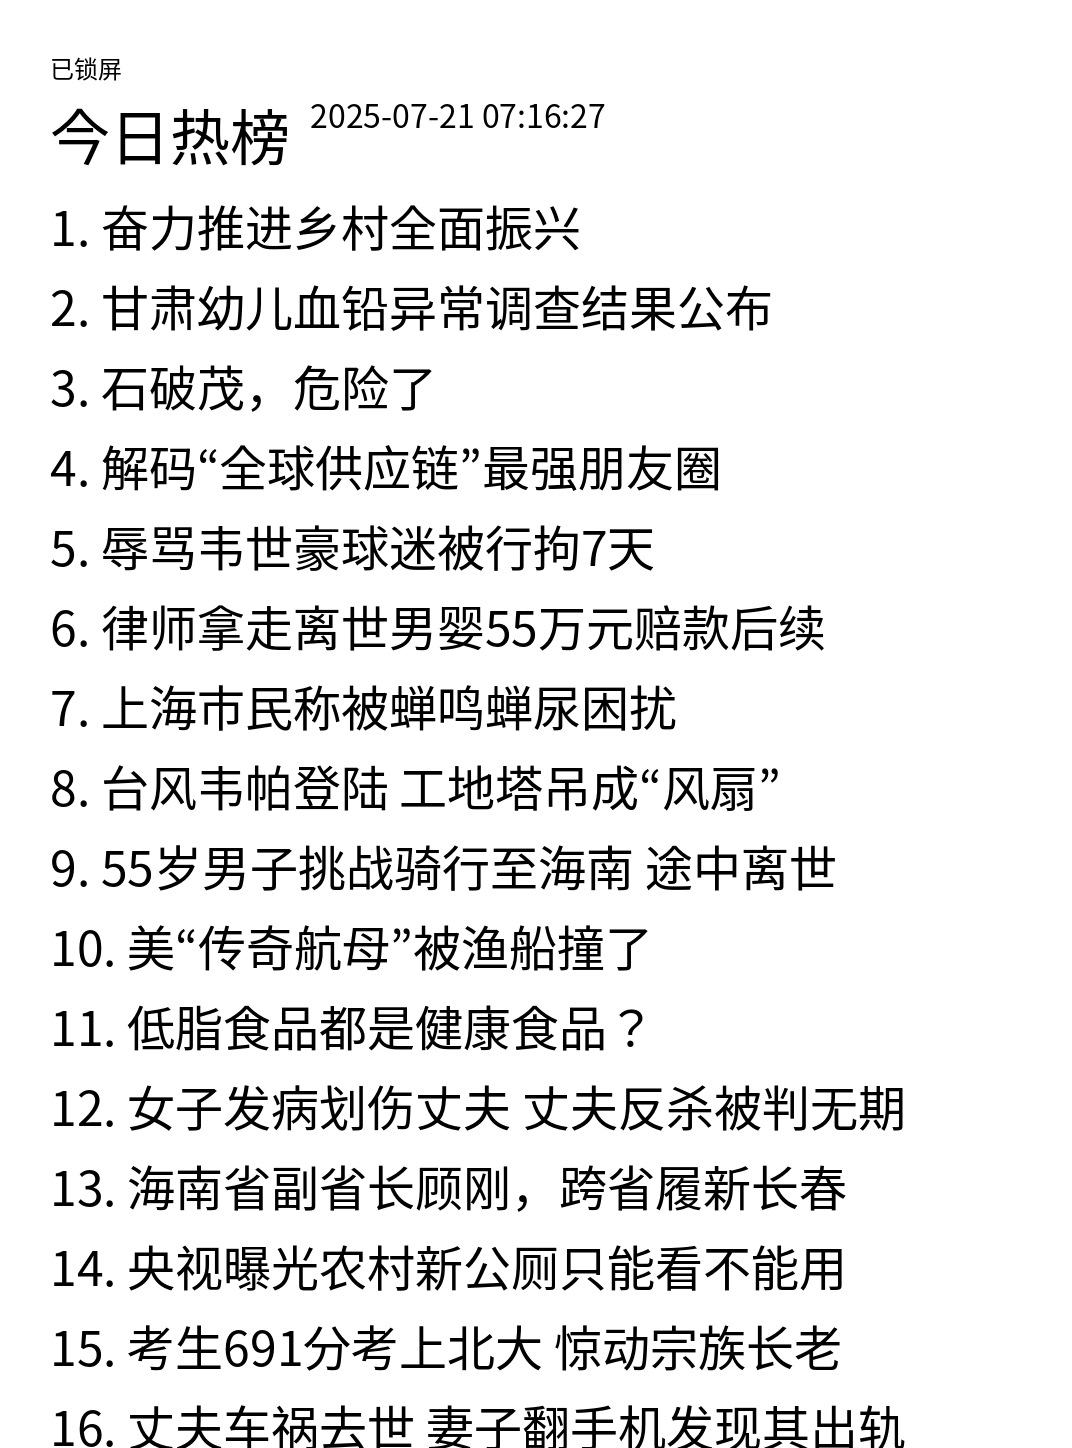 已锁屏
今日热榜 2025-07-21 07:16:27
1. 奋力推进乡村全面振兴
2. 甘肃幼儿血铅异常调查结果公布
3. 石破茂，危险了
4. 解码“全球供应链”最强朋友圈
5. 辱骂韦世豪球迷被行拘7天
6. 律师拿走离世男婴55万元赔款后续
7. 上海市民称被蝉鸣蝉尿困扰
8. 台风韦帕登陆 工地塔吊成“风扇”
9. 55岁男子挑战骑行至海南 途中离世
10. 美“传奇航母”被渔船撞了
11. 低脂食品都是健康食品？
12. 女子发病划伤丈夫 丈夫反杀被判无期
13. 海南省副省长顾刚，跨省履新长春
14. 央视曝光农村新公厕只能看不能用
15. 考生691分考上北大 惊动宗族长老
16. 丈夫车祸去世 妻子翻手机发现其出轨